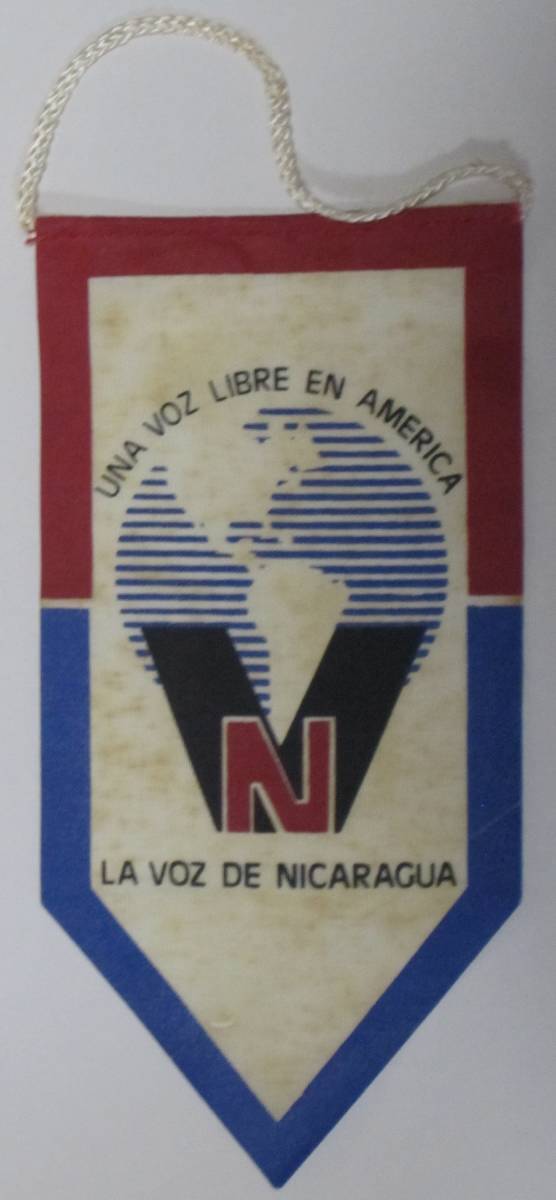 UNA VOZ LIBRE EN AMERICA
VN
LA VOZ DE NICARAGUA